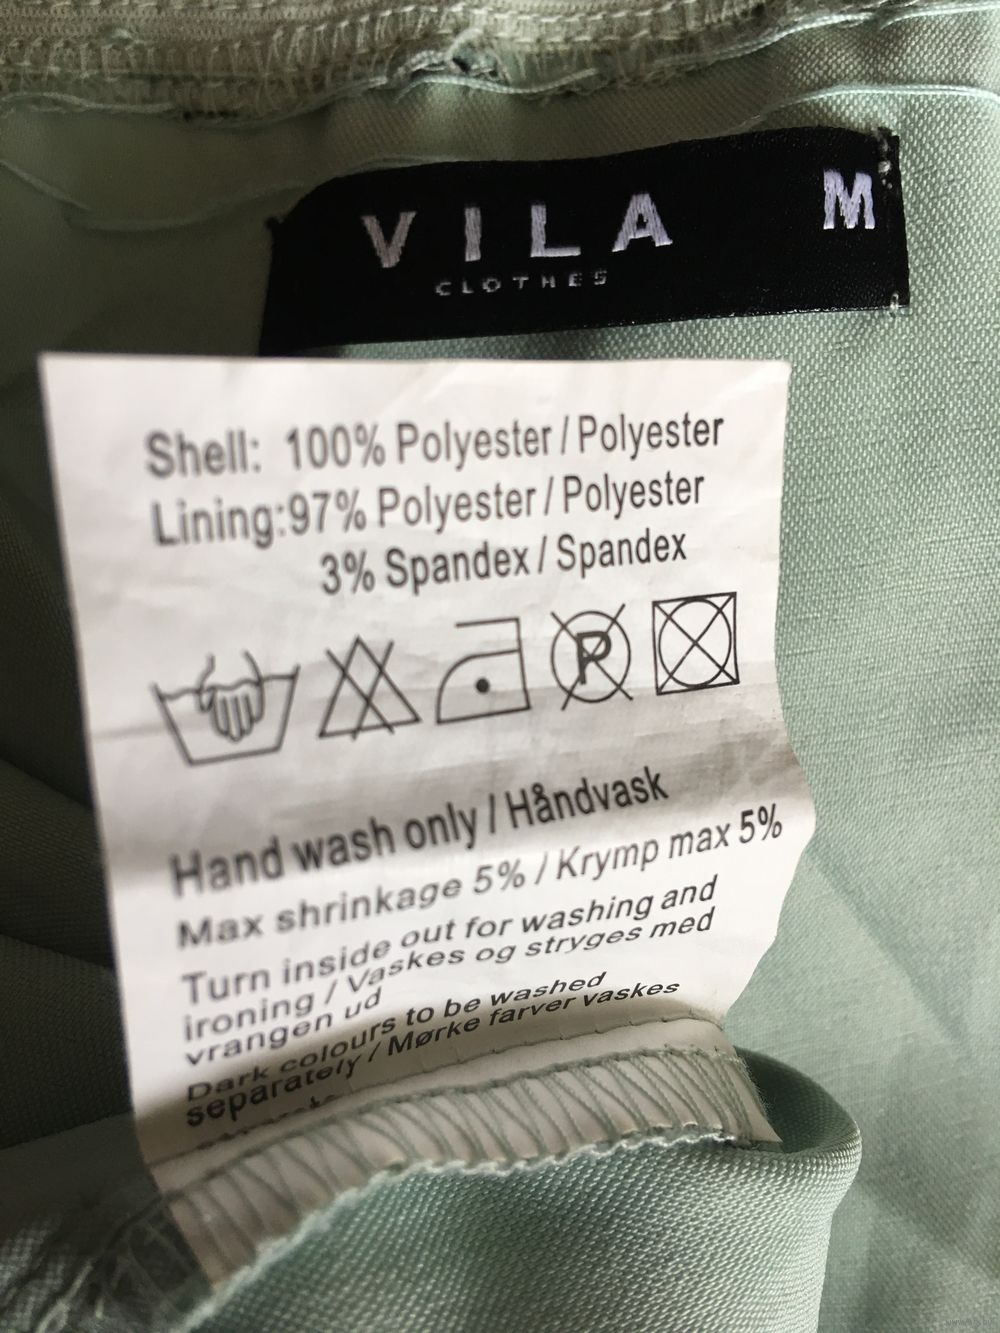 VILA
M
CLOTHES
Shell: 100% Polyester / Polyester
Lining:97% Polyester / Polyester
3% Spandex / Spandex
P
Hand wash only / Håndvask
Max shrinkage 5% / Krymp max 5%
Turn inside out for washing and
ironing / Vaskes og stryges med
vrangen ud
Dark colours to be washed
separately / Mørke farver vaskes